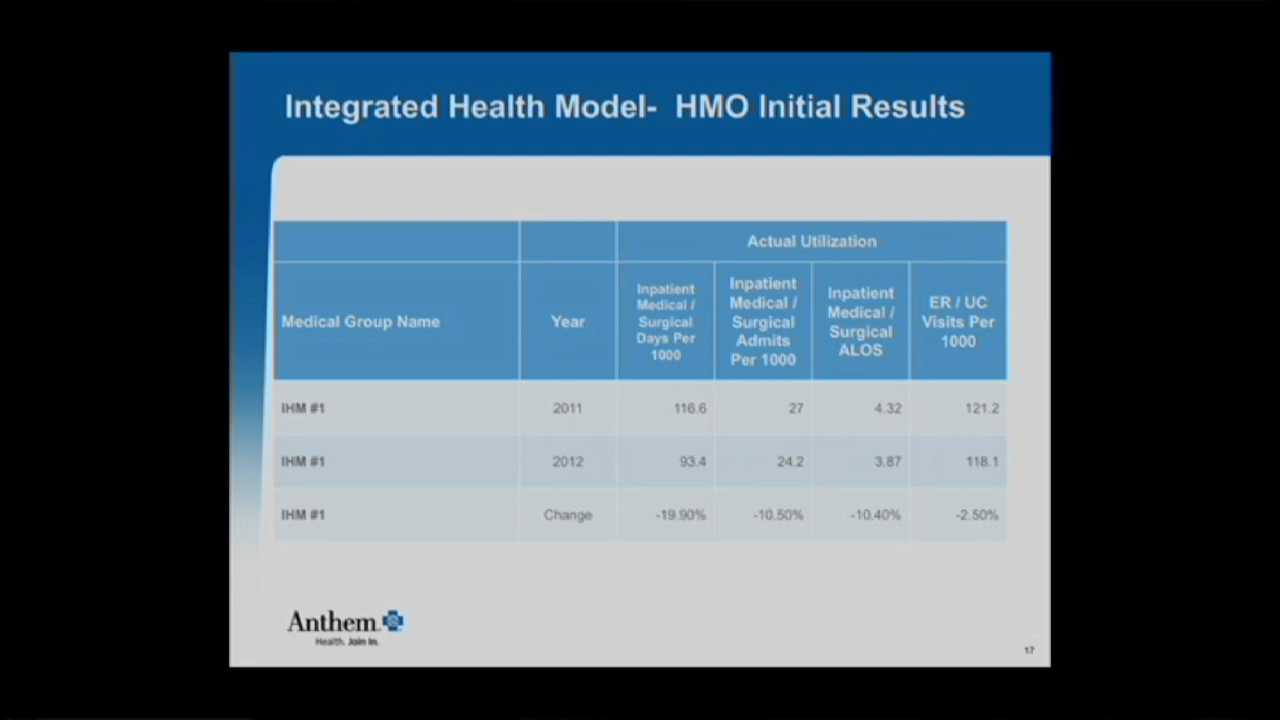 Integrated Health Model- HMO Initial Results
Actual Utilization
Medical Group Name
Year
Inpatient
Medical /
Surgical
Days Per
1000
Inpatient
Medical /
Surgical
Admits
Per 1000
Inpatient
Medical /
Surgical
ALOS
ER / UC
Visits Per
1000
IHM #1 2011 116.6 27 4.32 121.2
IHM #1 2012 93.4 24.2 3.87 118.1
IHM #1 Change -19.90% -10.50% -10.40% -2.50%
Anthem
Health. Join In.
17